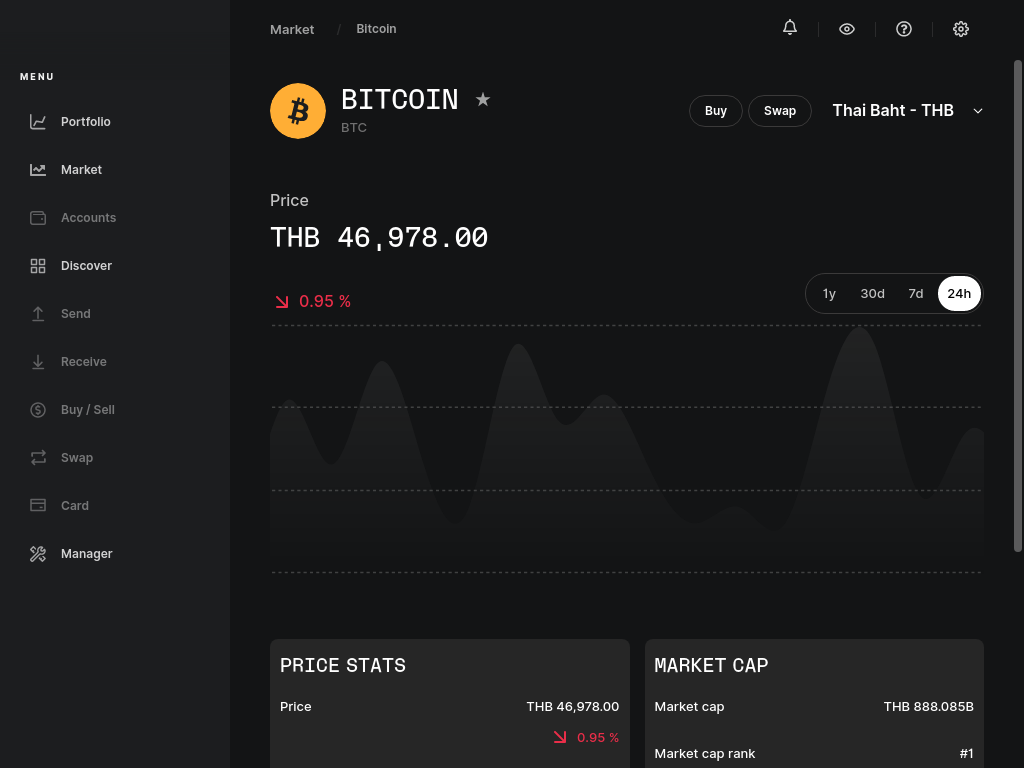 Market / Bitcoin
MENU
Portfolio
Market
Accounts
Discover
Send
Receive
Buy / Sell
Swap
Card
Manager
BITCOIN
BTC
Buy
Swap
Thai Baht - THB
Price
THB 46,978.00
0.95 %
1y 30d 7d 24h
PRICE STATS
Price THB 46,978.00
0.95 %
MARKET CAP
Market cap THB 888.085B
Market cap rank #1